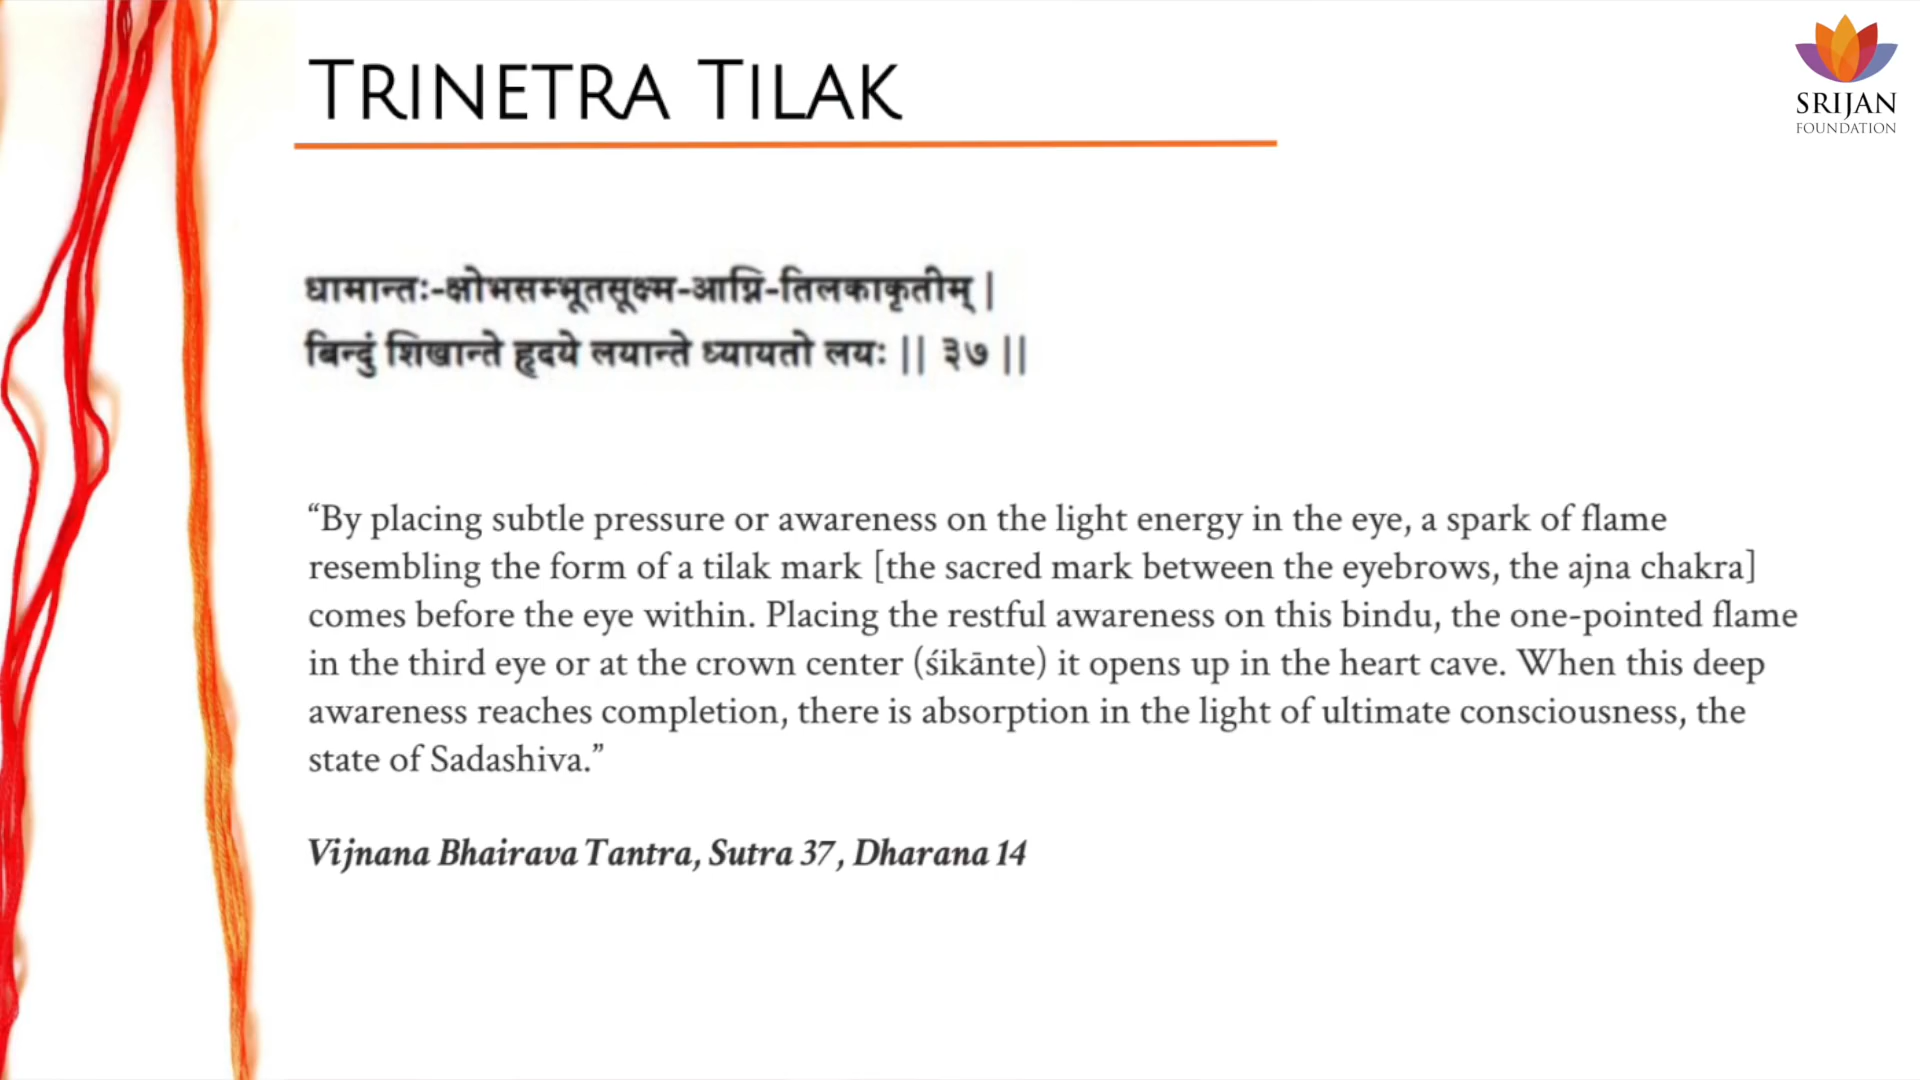 TRINETRA TILAK
SRIJAN
FOUNDATION
धामान्तः-क्षोभसम्भूतसूक्ष्म-आग्नि-तिलकाकृतीम् |
बिन्दुं शिखान्ते हृदये लयान्ते ध्यायतो लयः || ३७ ||
“By placing subtle pressure or awareness on the light energy in the eye, a spark of flame
resembling the form of a tilak mark [the sacred mark between the eyebrows, the ajna chakra]
comes before the eye within. Placing the restful awareness on this bindu, the one-pointed flame
in the third eye or at the crown center (śikānte) it opens up in the heart cave. When this deep
awareness reaches completion, there is absorption in the light of ultimate consciousness, the
state of Sadashiva.”
Vijnana Bhairava Tantra, Sutra 37, Dharana 14